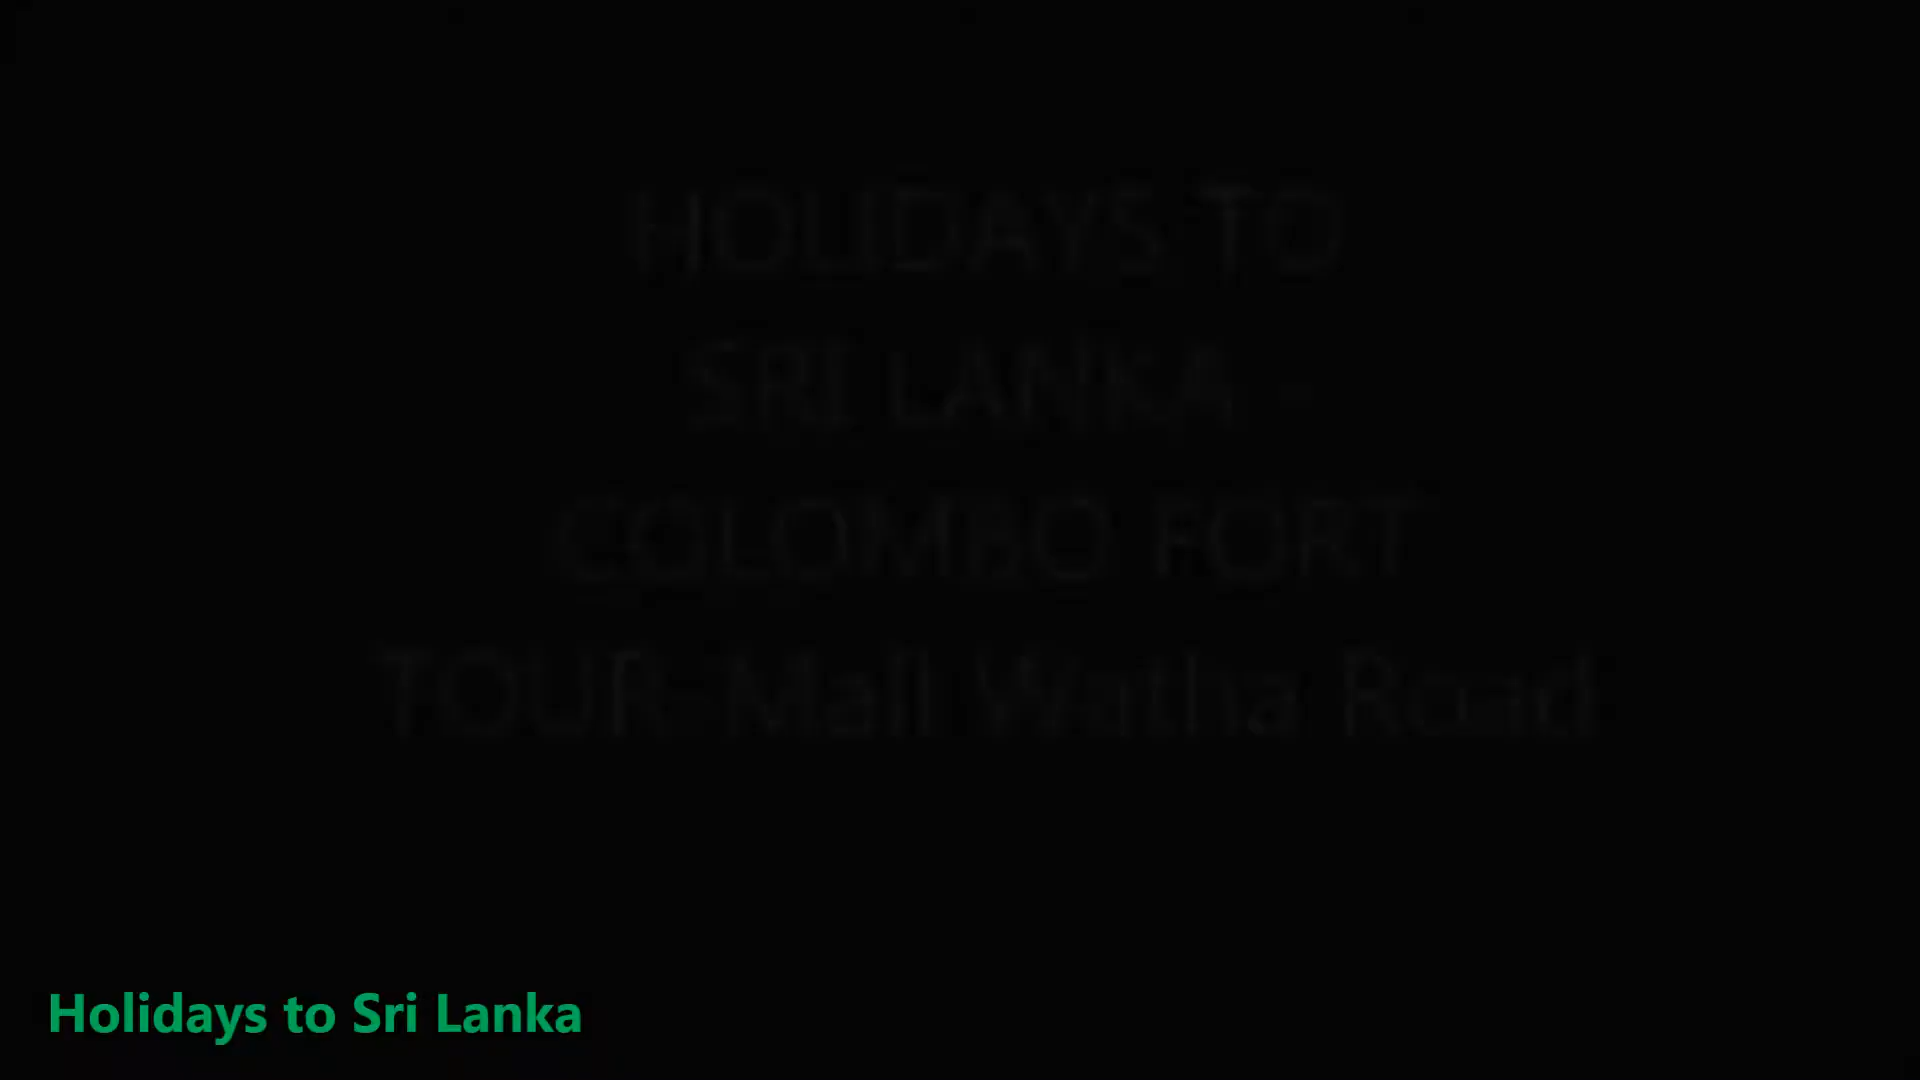 HOLIDAYS TO
SRI LANKA -
COLOMBO FORT
TOUR-Mall Watha Road
Holidays to Sri Lanka